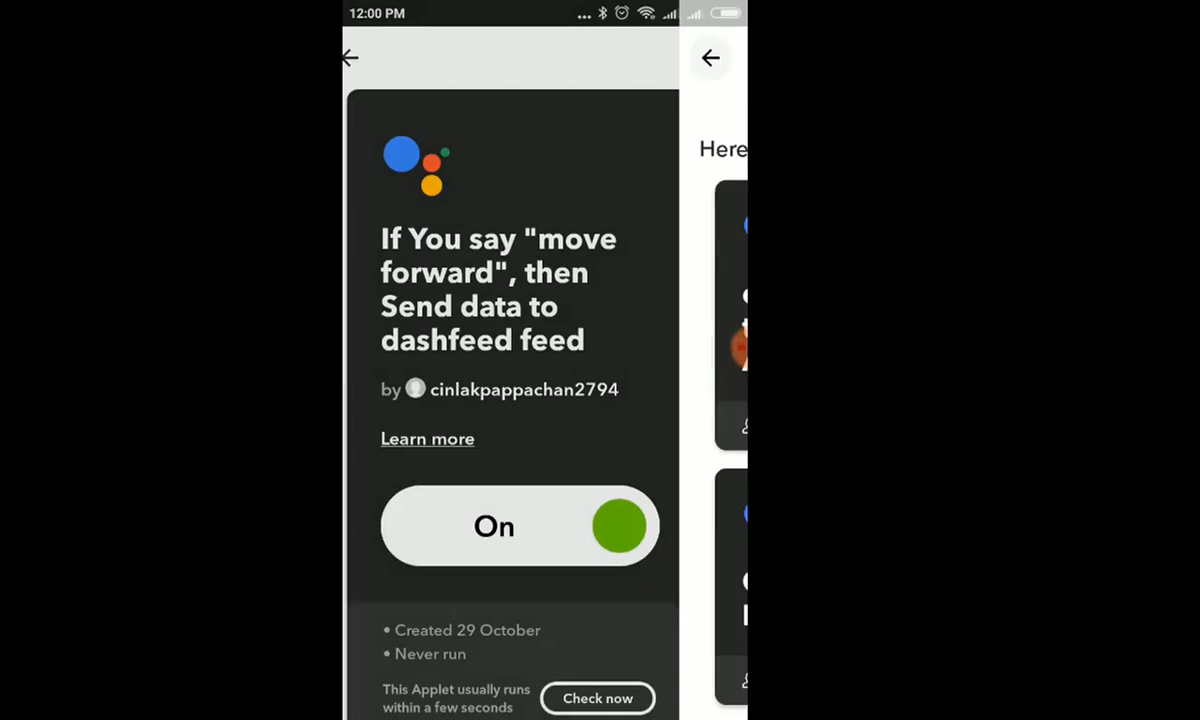 12:00 PM
Here
If You say "move
forward", then
Send data to
dashfeed feed
by cinlakpappachan2794
Learn more
On
• Created 29 October
• Never run
This Applet usually runs
within a few seconds
Check now